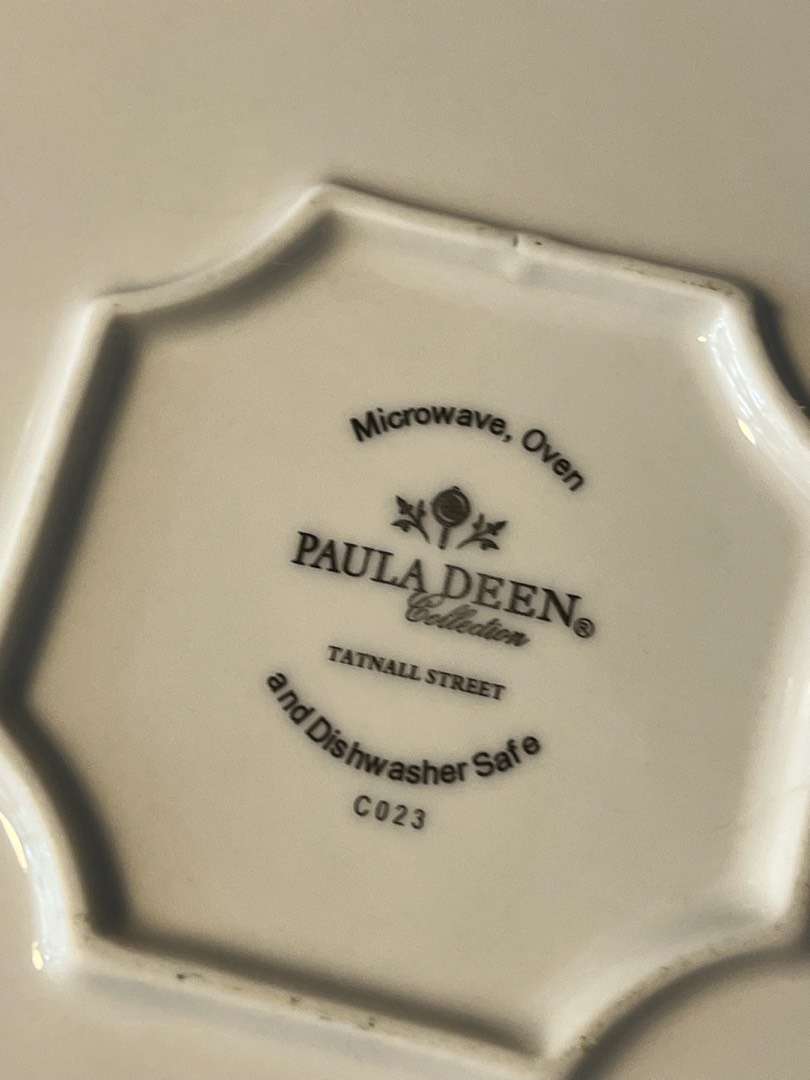 Microwave, Oven
PAULA DEEN®
Collection
TATNALL STREET
and Dishwasher Safe
C023